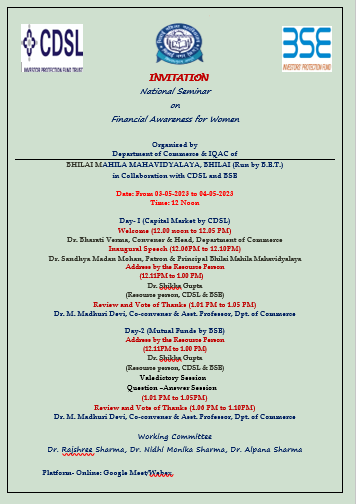 CDSL
INVESTOR PROTECTION FUND TRUST
BSE
INVESTORS PROTECTION FUND
INVITATION
National Seminar
on
Financial Awareness for Women
Organized by
Department of Commerce & IQAC of
BHILAI MAHILA MAHAVIDYALAYA, BHILAI (Run by B.E.T.)
in Collaboration with CDSL and BSE
Date: From 03-05-2023 to 04-05-2023
Time: 12 Noon
Day- I (Capital Market by CDSL)
Welcome (12.00 noon to 12.05 PM)
Dr. Bharati Verma, Convener & Head, Department of Commerce
Inaugural Speech (12.06PM to 12.10PM)
Dr. Sandhya Madan Mohan, Patron & Principal Bhilai Mahila Mahavidyalaya
Address by the Resource Person
(12.11PM to 1.00 PM)
Dr. Shikha Gupta
(Resource person, CDSL & BSE)
Review and Vote of Thanks (1.01 PM to 1.05 PM)
Dr. M. Madhuri Devi, Co-convener & Asst. Professor, Dpt. of Commerce
Day-2 (Mutual Funds by BSE)
Address by the Resource Person
(12.11PM to 1.00 PM)
Dr. Shikha Gupta
(Resource person, CDSL & BSE)
Valedictory Session
Question –Answer Session
(1.01 PM to 1.05PM)
Review and Vote of Thanks (1.06 PM to 1.10PM)
Dr. M. Madhuri Devi, Co-convener & Asst. Professor, Dpt. of Commerce
Working Committee
Dr. Rajshree Sharma, Dr. Nidhi Monika Sharma, Dr. Alpana Sharma
Platform- Online: Google Meet/Webex